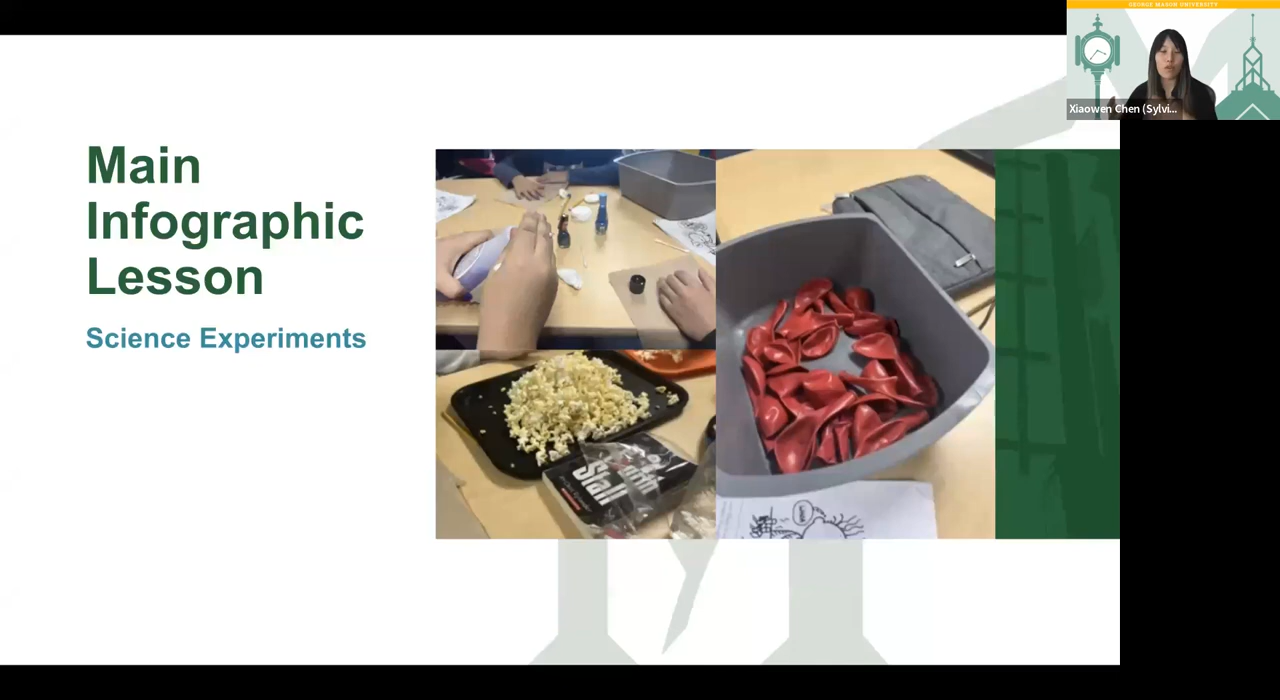 GEORGE MASON UNIVERSITY
Xiaowen Chen (Sylvi...
Main
Infographic
Lesson
Science Experiments